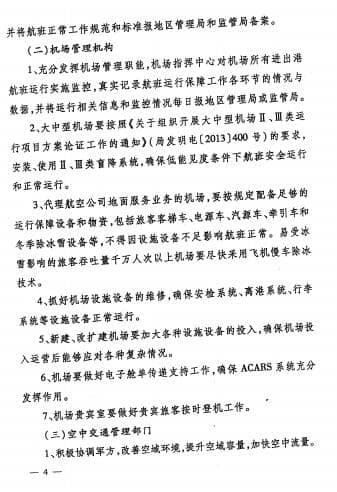 并将航班正常工作规范和标准报地区管理局和监管局备案。
(二)机场管理机构
1、充分发挥机场管理职能,机场指挥中心对机场所有进出港
航班运行实施监控,真实记录航班运行保障工作各环节的情况与
数据,并将运行相关信息和监控情况每日报地区管理局或监管局。
2、大中型机场要按照《关于组织开展大中型机场Ⅱ、Ⅲ类运
行项目方案论证工作的通知》(局发明电〔2013〕400 号)的要求,
安装、使用Ⅱ、Ⅲ类盲降系统,确保低能见度条件下航班安全运行
和正常运行。
3、代理航空公司地面服务业务的机场,要按规定配备足够的
运行保障设备和物资,包括旅客客梯车、电源车、汽源车、牵引车和
冬季除冰雪设备等,不得因设施设备不足影响航班正常。易受冰
雪影响的旅客吞吐量千万人次以上机场要尽快采用飞机慢车除冰
技术。
4、抓好机场设施设备的维修,确保安检系统、离港系统、行李
系统等设施设备正常运行。
5、新建、改扩建机场要加大各种设施设备的投入,确保机场投
入运营后能够应对各种复杂情况。
6、机场要做好电子舱单传递支持工作,确保 ACARS 系统充分
发挥作用。
7、机场贵宾室要做好贵宾旅客按时登机工作。
(三)空中交通管理部门
1、积极协调军方,改善空域环境,提升空域容量,加快空中流量。
— 4 —